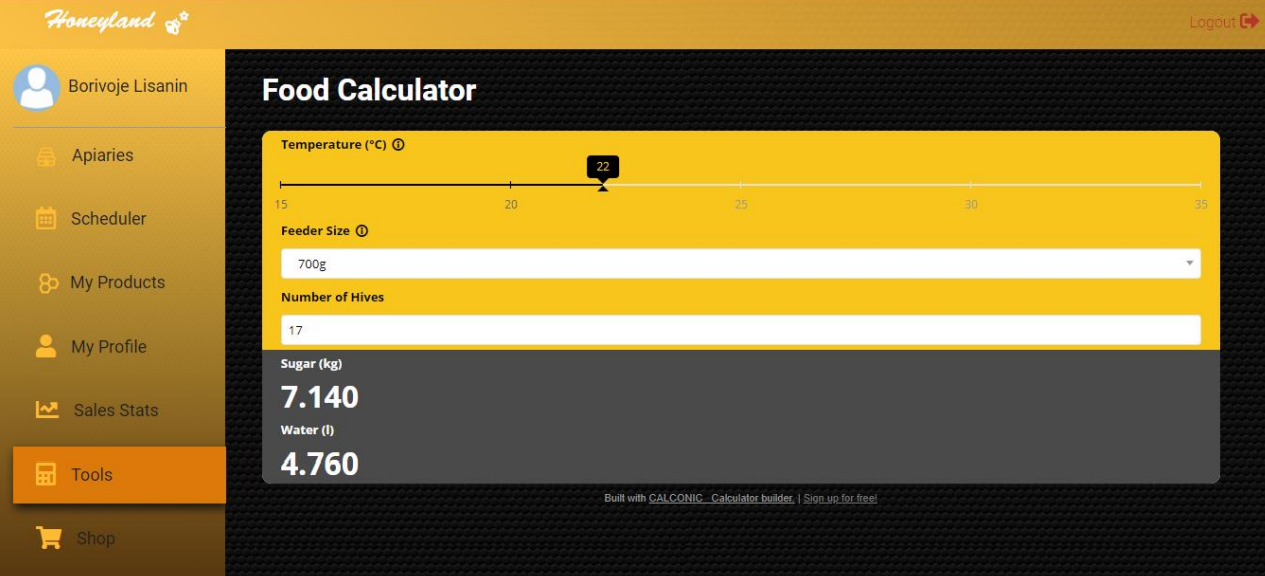 Honeyland
Logout
Borivoje Lisanin
Apiaries
Scheduler
My Products
My Profile
Sales Stats
Tools
Shop
Food Calculator
Temperature (°C)
22
15 20 25 30 35
Feeder Size
700g
Number of Hives
17
Sugar (kg)
7.140
Water (l)
4.760
Built with CALCONIC_ Calculator builder. | Sign up for free!